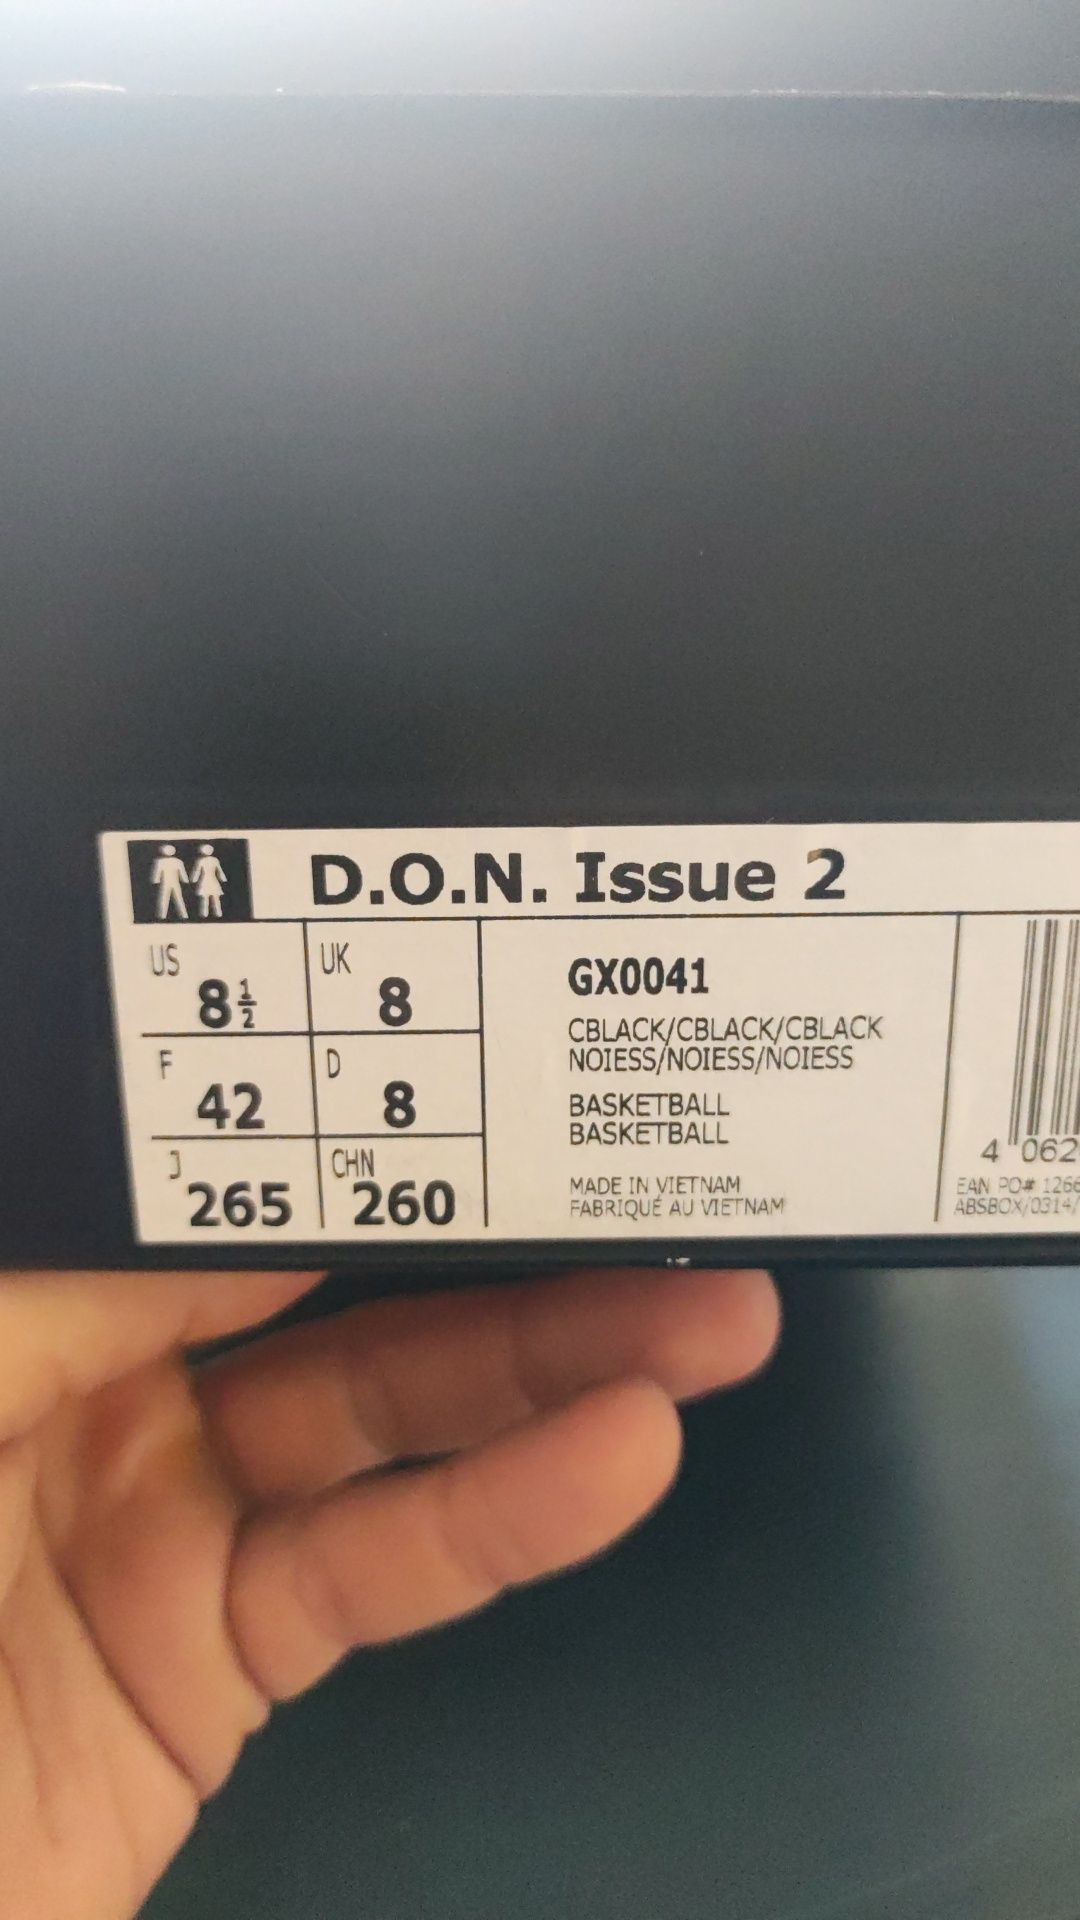 D.O.N. Issue 2
US 8½ UK 8
F 42 D 8
J 265 CHN 260
GX0041
CBLACK/CBLACK/CBLACK
NOIESS/NOIESS/NOIESS
BASKETBALL
BASKETBALL
MADE IN VIETNAM
FABRIQUÉ AU VIETNAM
4 062
EAN PO# 1266
ABSBOX/0314/